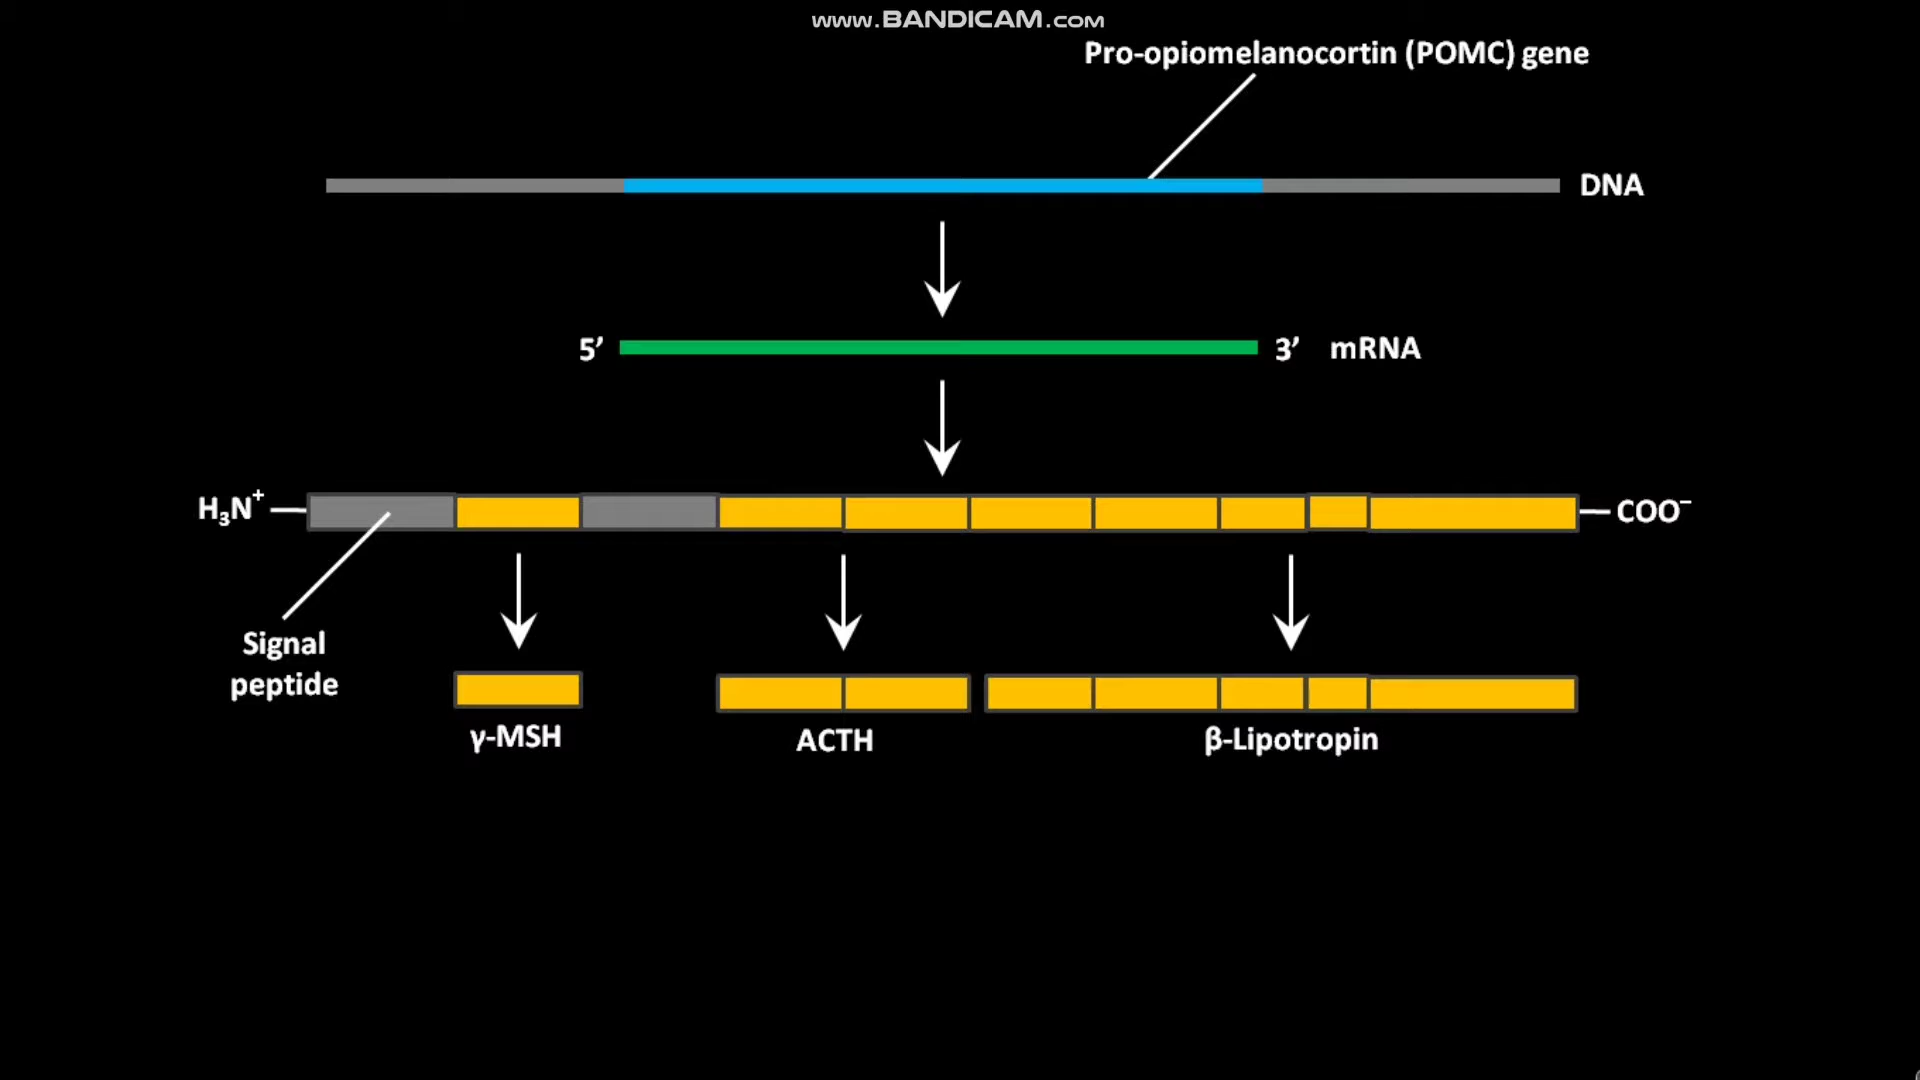 www.BANDICAM.com
Pro-opiomelanocortin (POMC) gene
DNA
5’ 3’ mRNA
H₃N⁺ COO⁻
Signal
peptide
γ-MSH
ACTH
β-Lipotropin